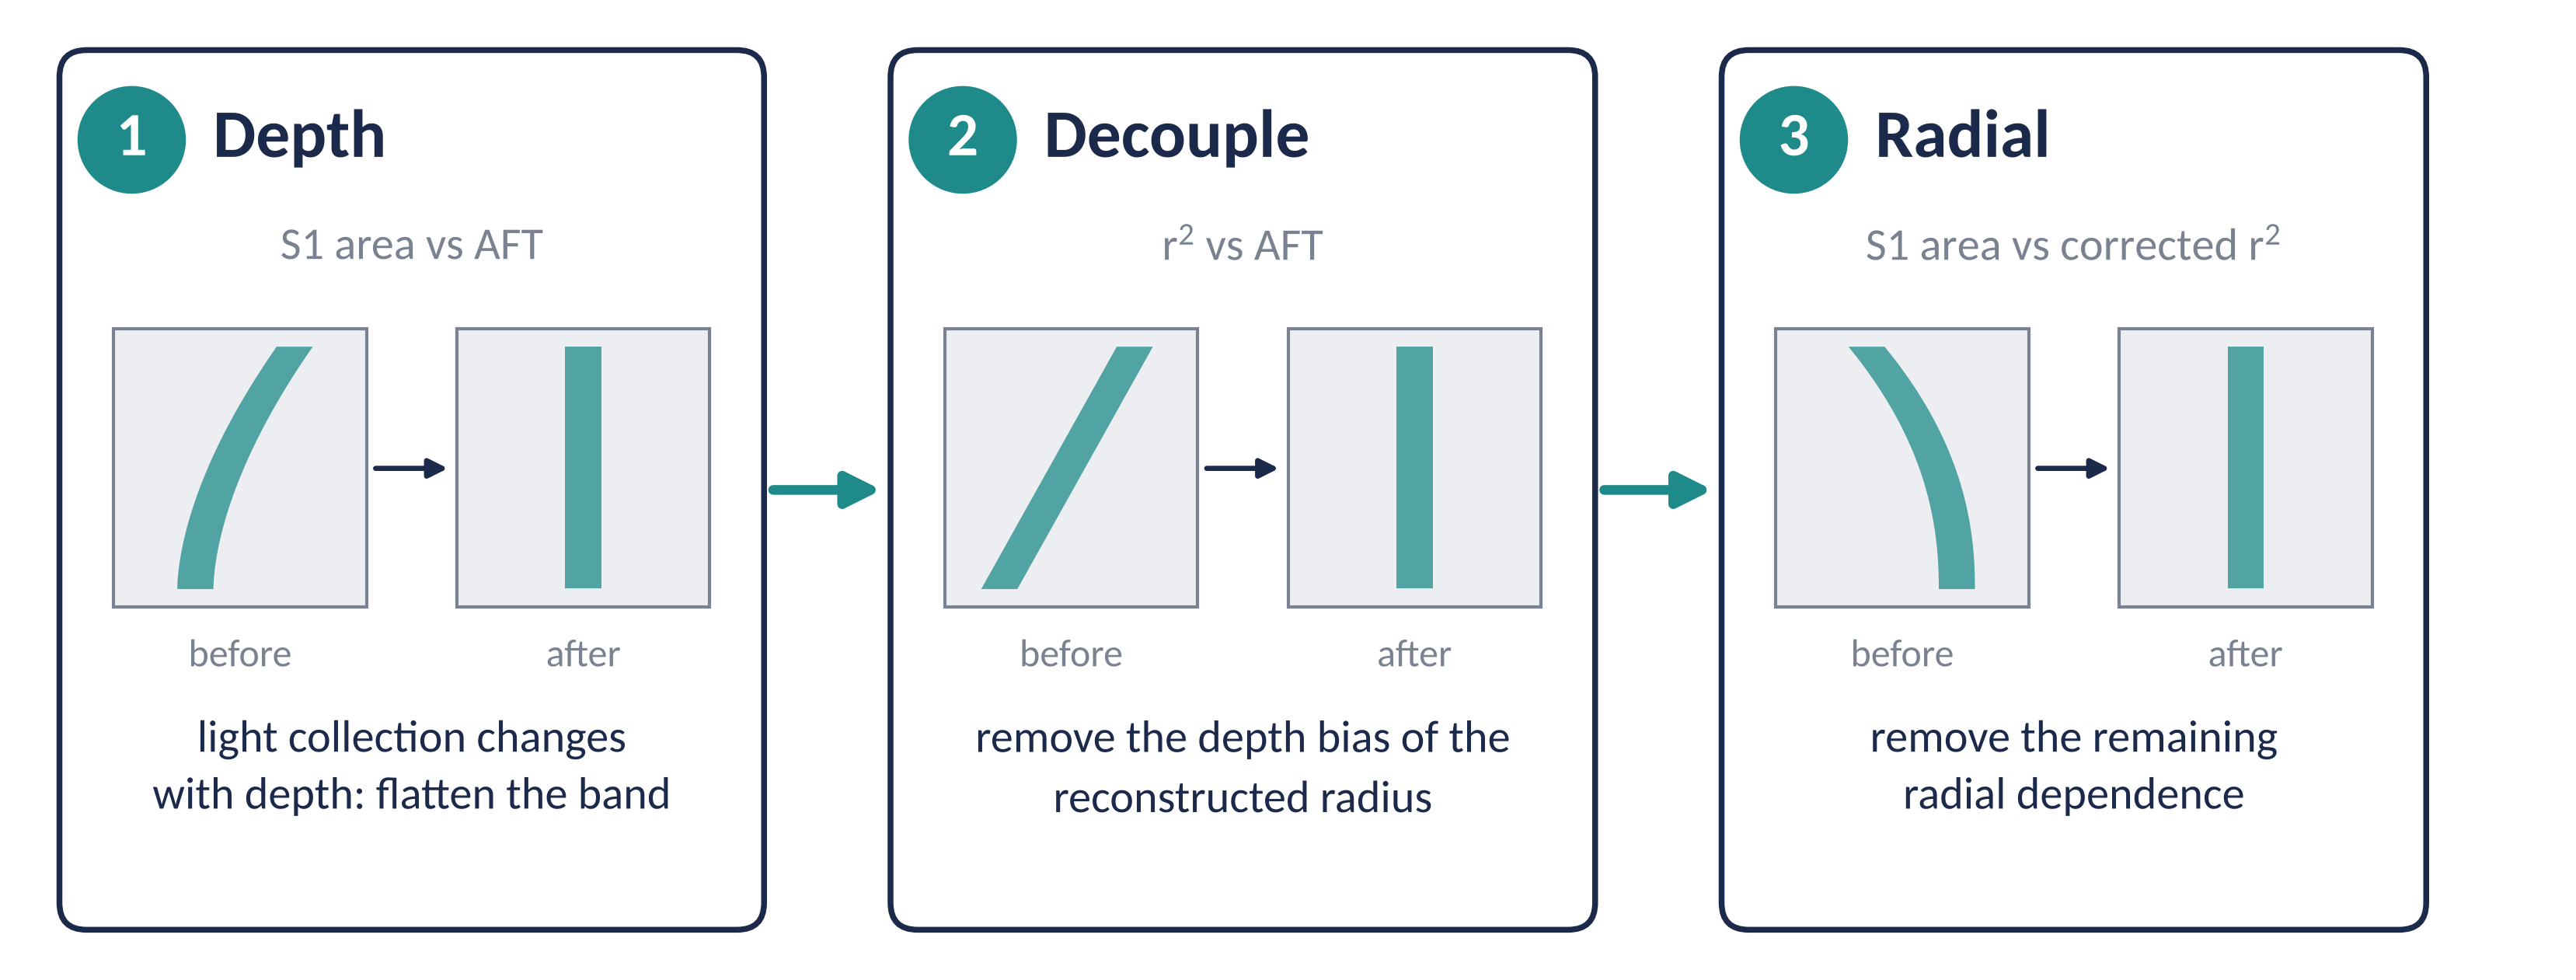 1 Depth
S1 area vs AFT
before
after
light collection changes
with depth: flatten the band
2 Decouple
r² vs AFT
before
after
remove the depth bias of the
reconstructed radius
3 Radial
S1 area vs corrected r²
before
after
remove the remaining
radial dependence